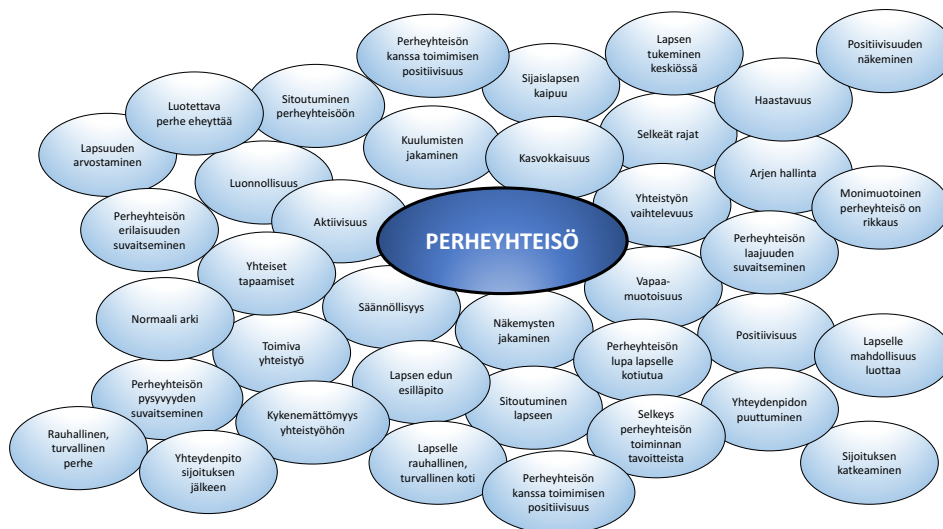 Perheyhteisön
kanssa toimimisen
positiivisuus
Sijaislapsen
kaipuu
Lapsen
tukeminen
keskiössä
Positiivisuuden
näkeminen
Luotettava
perhe eheyttää
Sitoutuminen
perheyhteisöön
Haastavuus
Lapsuuden
arvostaminen
Kuulumisten
jakaminen
Kasvokkaisuus
Selkeät rajat
Luonnollisuus
Arjen hallinta
Perheyhteisön
erilaisuuden
suvaitseminen
Aktiivisuus
PERHEYHTEISÖ
Yhteistyön
vaihtelevuus
Monimuotoinen
perheyhteisö on
rikkaus
Perheyhteisön
laajuuden
suvaitseminen
Yhteiset
tapaamiset
Vapaa-
muotoisuus
Normaali arki
Säännöllisyys
Näkemysten
jakaminen
Positiivisuus
Toimiva
yhteistyö
Perheyhteisön
lupa lapselle
kotiutua
Lapselle
mahdollisuus
luottaa
Perheyhteisön
pysyvyyden
suvaitseminen
Lapsen edun
esilläpito
Sitoutuminen
lapseen
Yhteydenpidon
puuttuminen
Kykenemättömyys
yhteistyöhön
Selkeys
perheyhteisön
toiminnan
tavoitteista
Rauhallinen,
turvallinen
perhe
Yhteydenpito
sijoituksen
jälkeen
Lapselle
rauhallinen,
turvallinen koti
Perheyhteisön
kanssa toimimisen
positiivisuus
Sijoituksen
katkeaminen